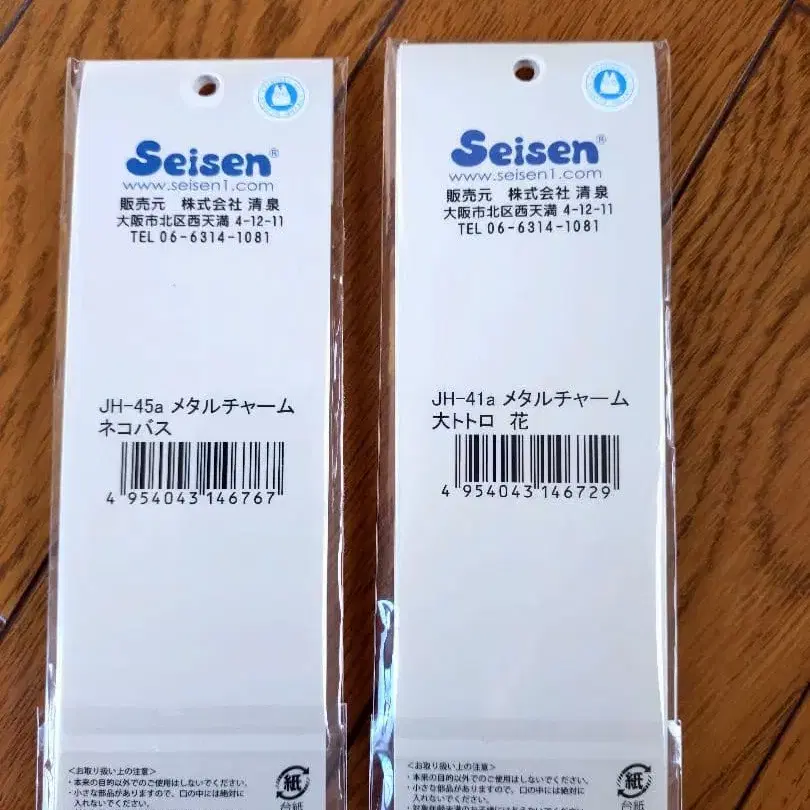 Seisen®
www.seisen1.com
販売元 株式会社 清泉
大阪市北区西天満 4-12-11
TEL 06-6314-1081
JH-45a メタルチャーム
ネコバス
4 954043 146767
<お取り扱い上の注意>
・本来の目的以外でのご使用はしないでください。
・小さな部品がありますので、口の中には絶対に
入れないでください。
紙
台紙
Seisen®
www.seisen1.com
販売元 株式会社 清泉
大阪市北区西天満 4-12-11
TEL 06-6314-1081
JH-41a メタルチャーム
大トトロ 花
4 954043 146729
<お取り扱い上の注意>
・本来の目的以外でのご使用はしないでください。
・小さな部品がありますので、口の中には絶対に
入れないでください。
紙
台紙